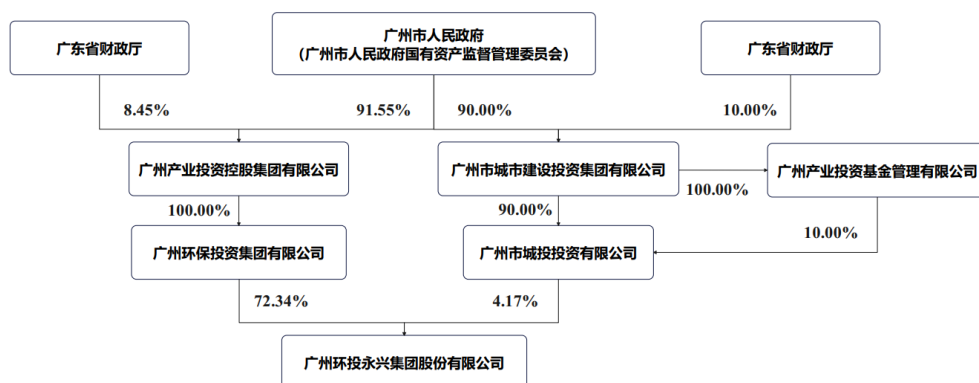 广东省财政厅
广州市人民政府
（广州市人民政府国有资产监督管理委员会）
广东省财政厅
8.45%
91.55%
90.00%
10.00%
广州产业投资控股集团有限公司
广州市城市建设投资集团有限公司
广州产业投资基金管理有限公司
100.00%
100.00%
90.00%
10.00%
广州环保投资集团有限公司
广州市城投投资有限公司
72.34%
4.17%
广州环投永兴集团股份有限公司